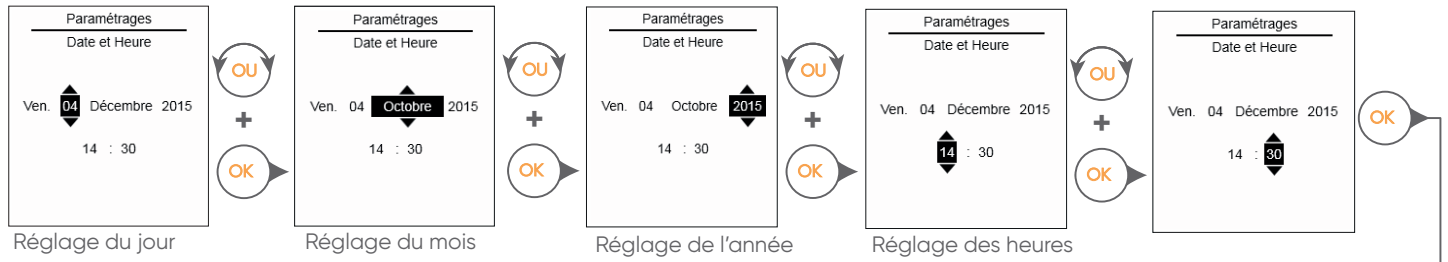 Paramétrages
Date et Heure
Ven. 04 Décembre 2015
14 : 30
Réglage du jour
OU
+
OK
Paramétrages
Date et Heure
Ven. 04 Octobre 2015
14 : 30
Réglage du mois
OU
+
OK
Paramétrages
Date et Heure
Ven. 04 Octobre 2015
14 : 30
Réglage de l'année
OU
+
OK
Paramétrages
Date et Heure
Ven. 04 Décembre 2015
14 : 30
Réglage des heures
OU
+
OK
Paramétrages
Date et Heure
Ven. 04 Décembre 2015
14 : 30
OK